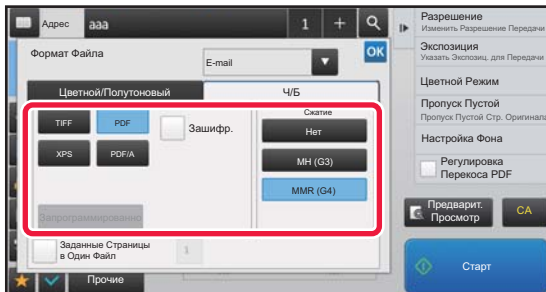 Адрес
aaa
1
Формат Файла
E-mail
OK
Цветной/Полутоновый
Ч/Б
TIFF
PDF
Зашифр.
XPS
PDF/A
Запрограммированно
Сжатие
Нет
MH (G3)
MMR (G4)
Заданные Страницы
в Один Файл
1
Прочие
Разрешение
Изменить Разрешение Передачи
Экспозиция
Указать Экспозиц. для Передачи
Цветной Режим
Пропуск Пустой
Пропуск Пустой Стр. Оригинала
Настройка Фона
Регулировка
Перекоса PDF
Предварит.
Просмотр
CA
Старт